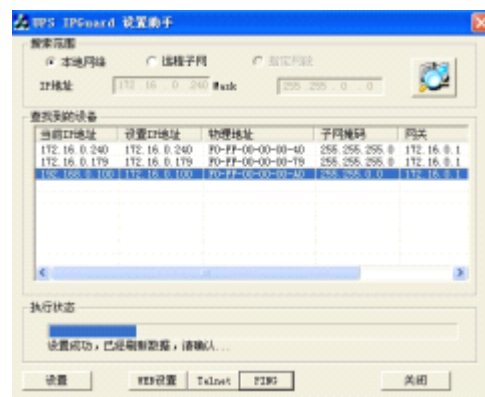 UPS IPGuard 设置助手
搜索范围
本地网络 远程子网 指定网段
IP地址 172 . 16 . 0 . 240 Mask 255 . 255 . 0 . 0
查找到的设备
当前IP地址 设置IP地址 物理地址 子网掩码 网关
172.16.0.240 172.16.0.240 F0-FF-00-00-00-40 255.255.255.0 172.16.0.1
172.16.0.179 172.16.0.179 F0-FF-00-00-00-79 255.255.255.0 172.16.0.1
192.168.0.100 172.16.0.100 F0-FF-00-00-00-A0 255.255.0.0 172.16.0.1
执行状态
设置成功，已经刷新数据，请确认...
设置 WEB设置 Telnet PING 关闭